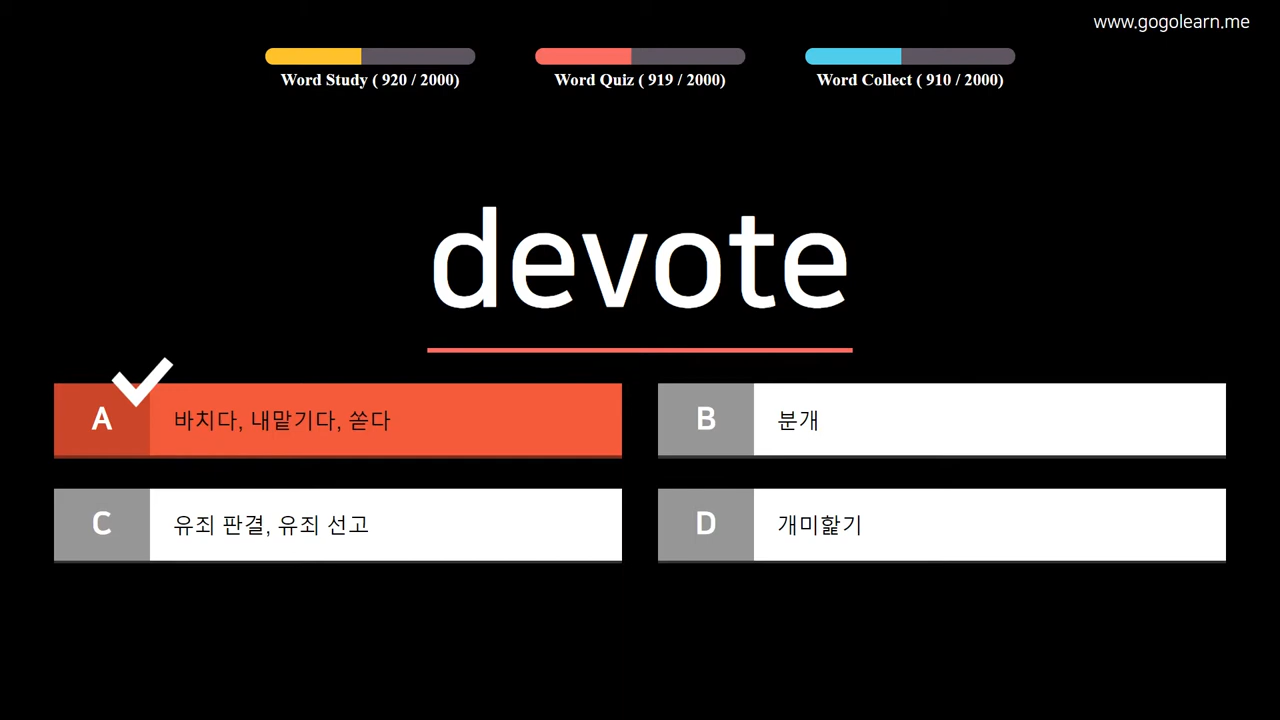 www.gogolearn.me
Word Study ( 920 / 2000)
Word Quiz ( 919 / 2000)
Word Collect ( 910 / 2000)
devote
A 바치다, 내맡기다, 쏟다
B 분개
C 유죄 판결, 유죄 선고
D 개미핥기